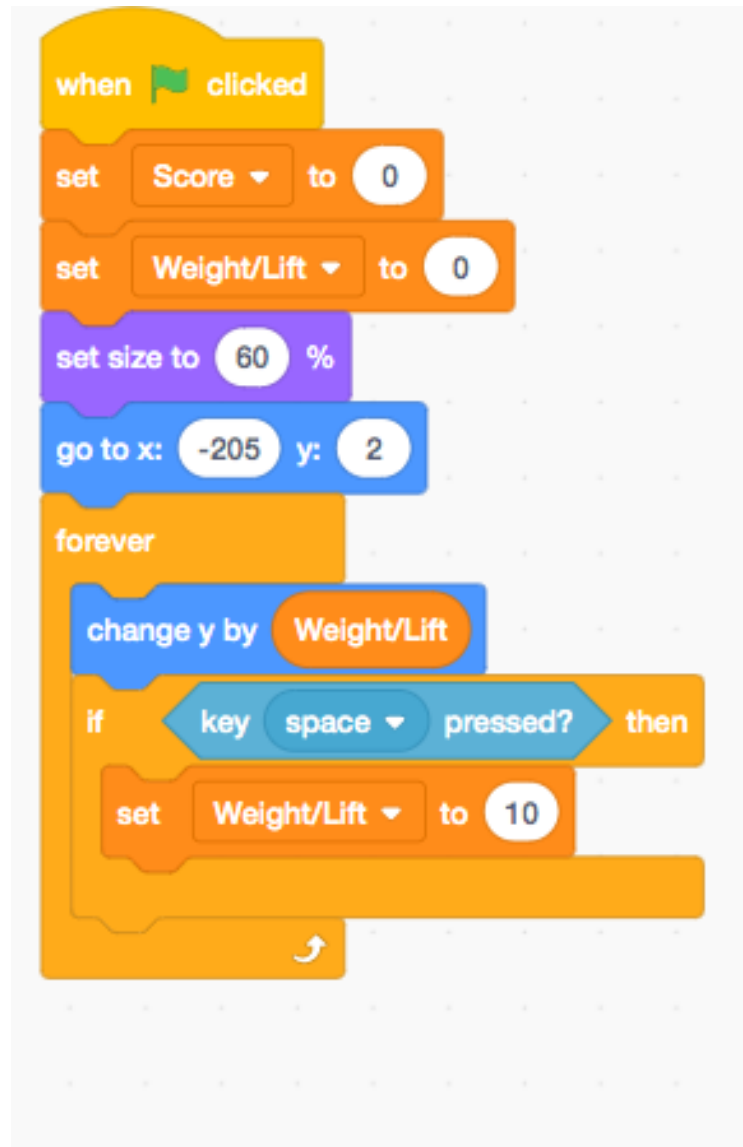 when clicked
set Score to 0
set Weight/Lift to 0
set size to 60 %
go to x: -205 y: 2
forever
change y by Weight/Lift
if key space pressed? then
set Weight/Lift to 10